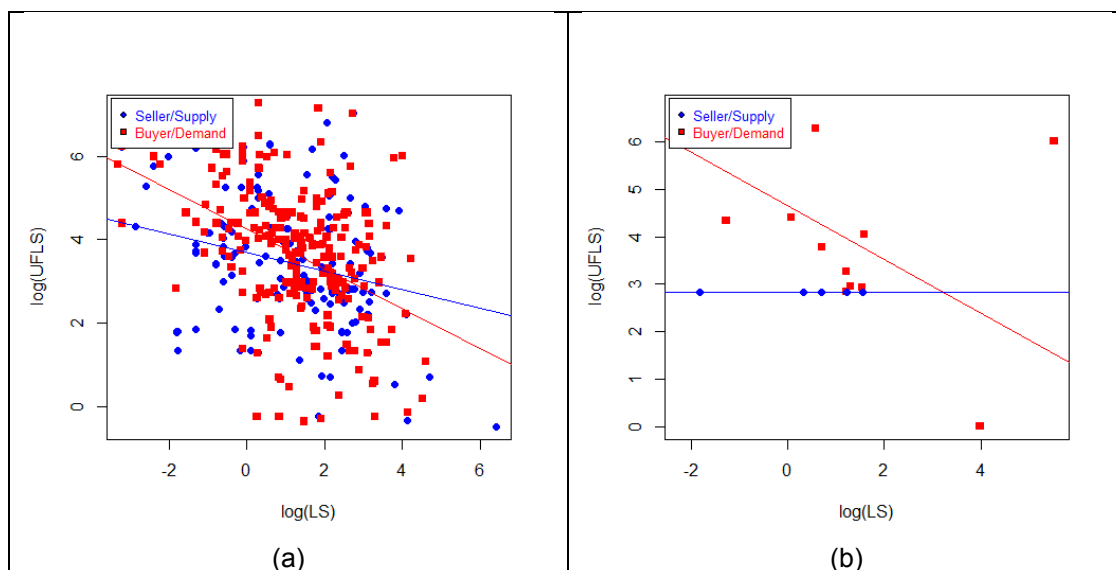 Seller/Supply
Buyer/Demand
log(UFLS)
6
4
2
0
-2 0 2 4 6
log(LS)
(a)
Seller/Supply
Buyer/Demand
log(UFLS)
6
5
4
3
2
1
0
-2 0 2 4
log(LS)
(b)